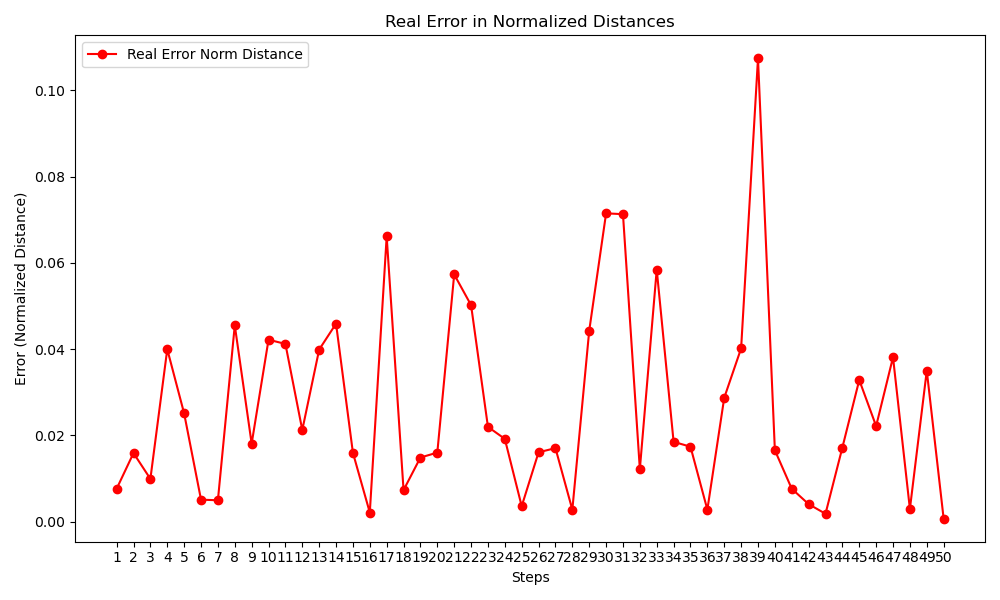 Real Error in Normalized Distances
Real Error Norm Distance
0.10
0.08
0.06
0.04
0.02
0.00
Error (Normalized Distance)
1 2 3 4 5 6 7 8 9 10 11 12 13 14 15 16 17 18 19 20 21 22 23 24 25 26 27 28 29 30 31 32 33 34 35 36 37 38 39 40 41 42 43 44 45 46 47 48 49 50
Steps